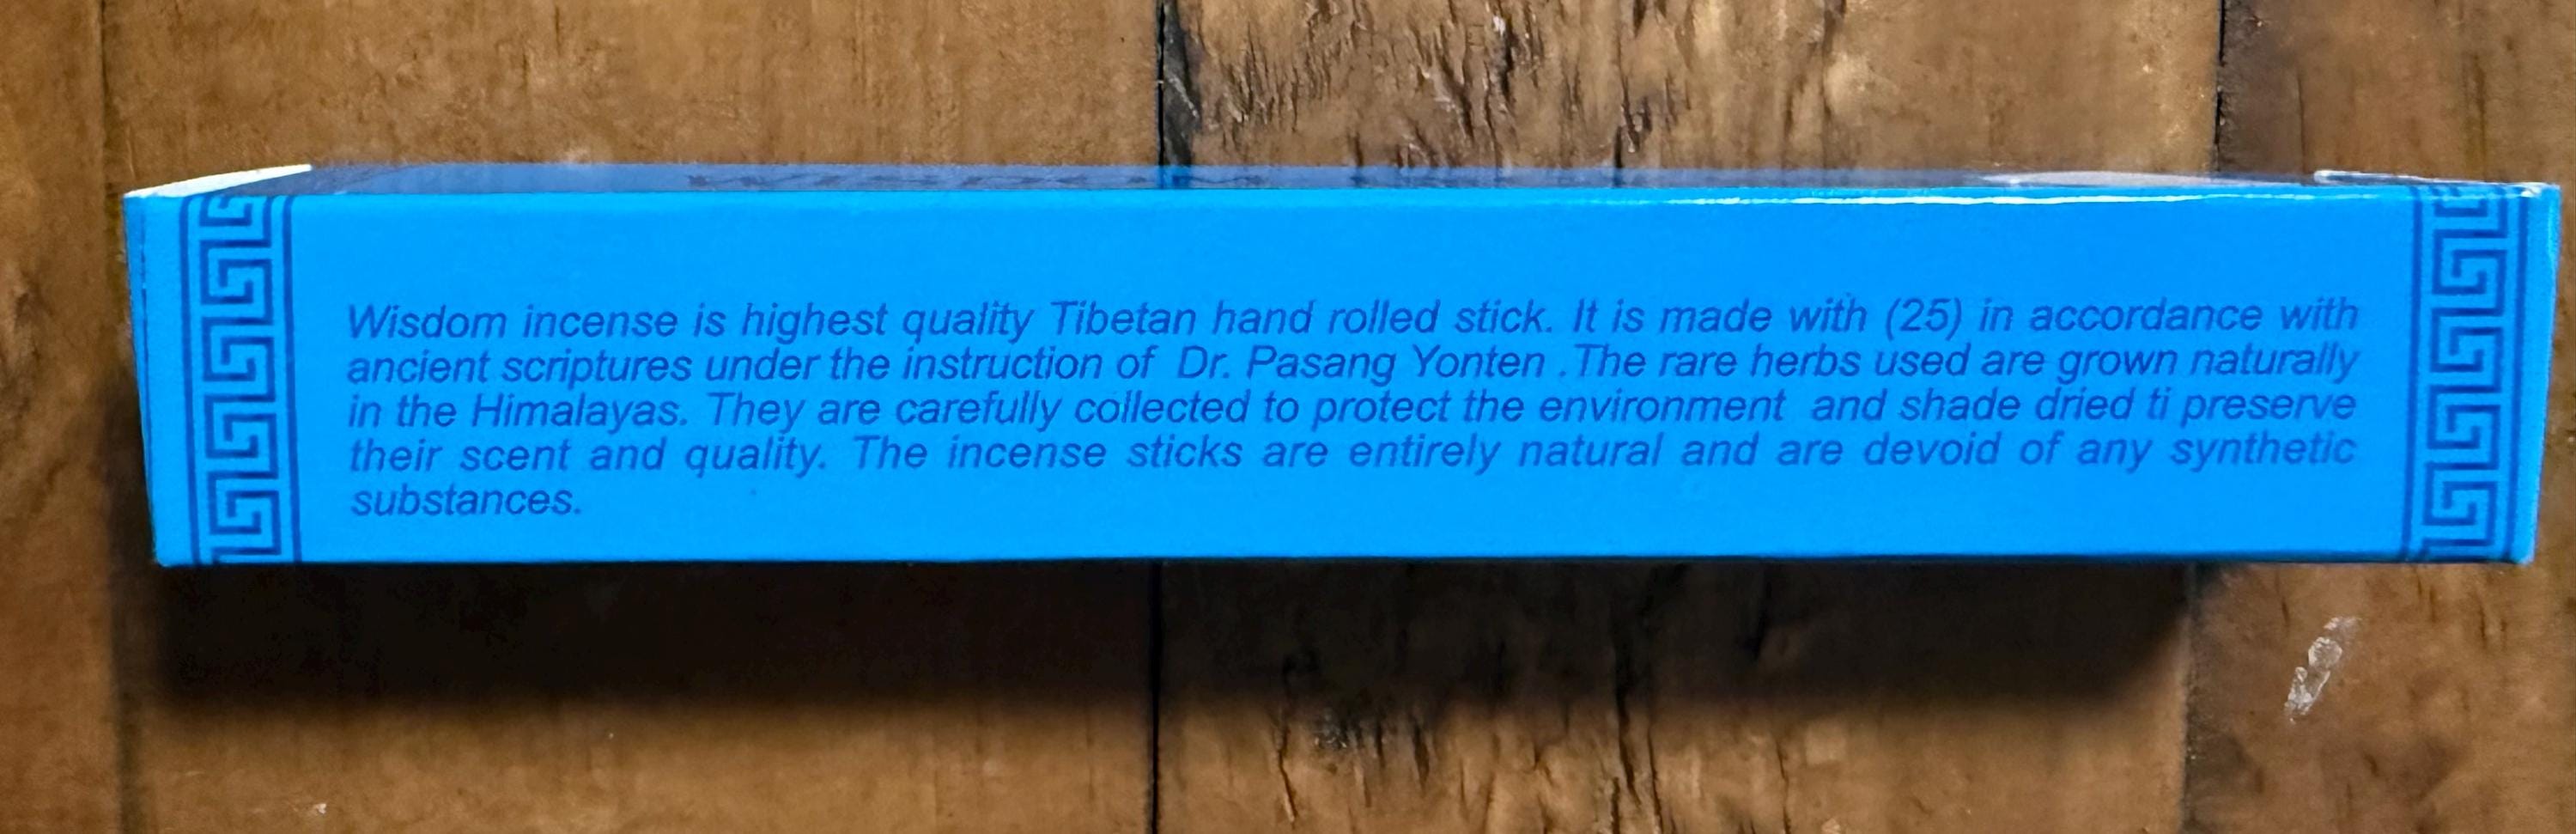 Wisdom incense is highest quality Tibetan hand rolled stick. It is made with (25) in accordance with
ancient scriptures under the instruction of Dr. Pasang Yonten .The rare herbs used are grown naturally
in the Himalayas. They are carefully collected to protect the environment and shade dried ti preserve
their scent and quality. The incense sticks are entirely natural and are devoid of any synthetic
substances.